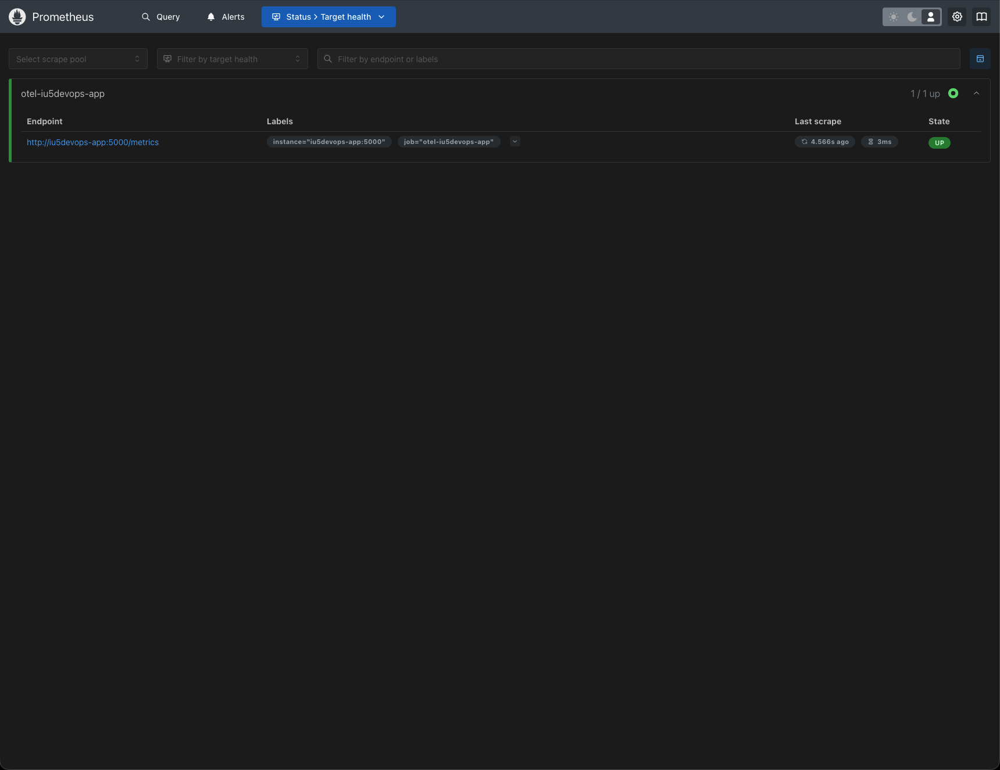 Prometheus Query Alerts Status > Target health
Select scrape pool Filter by target health Filter by endpoint or labels
otel-iu5devops-app 1 / 1 up
Endpoint Labels Last scrape State
http://iu5devops-app:5000/metrics instance="iu5devops-app:5000" job="otel-iu5devops-app" 4.566s ago 3ms UP